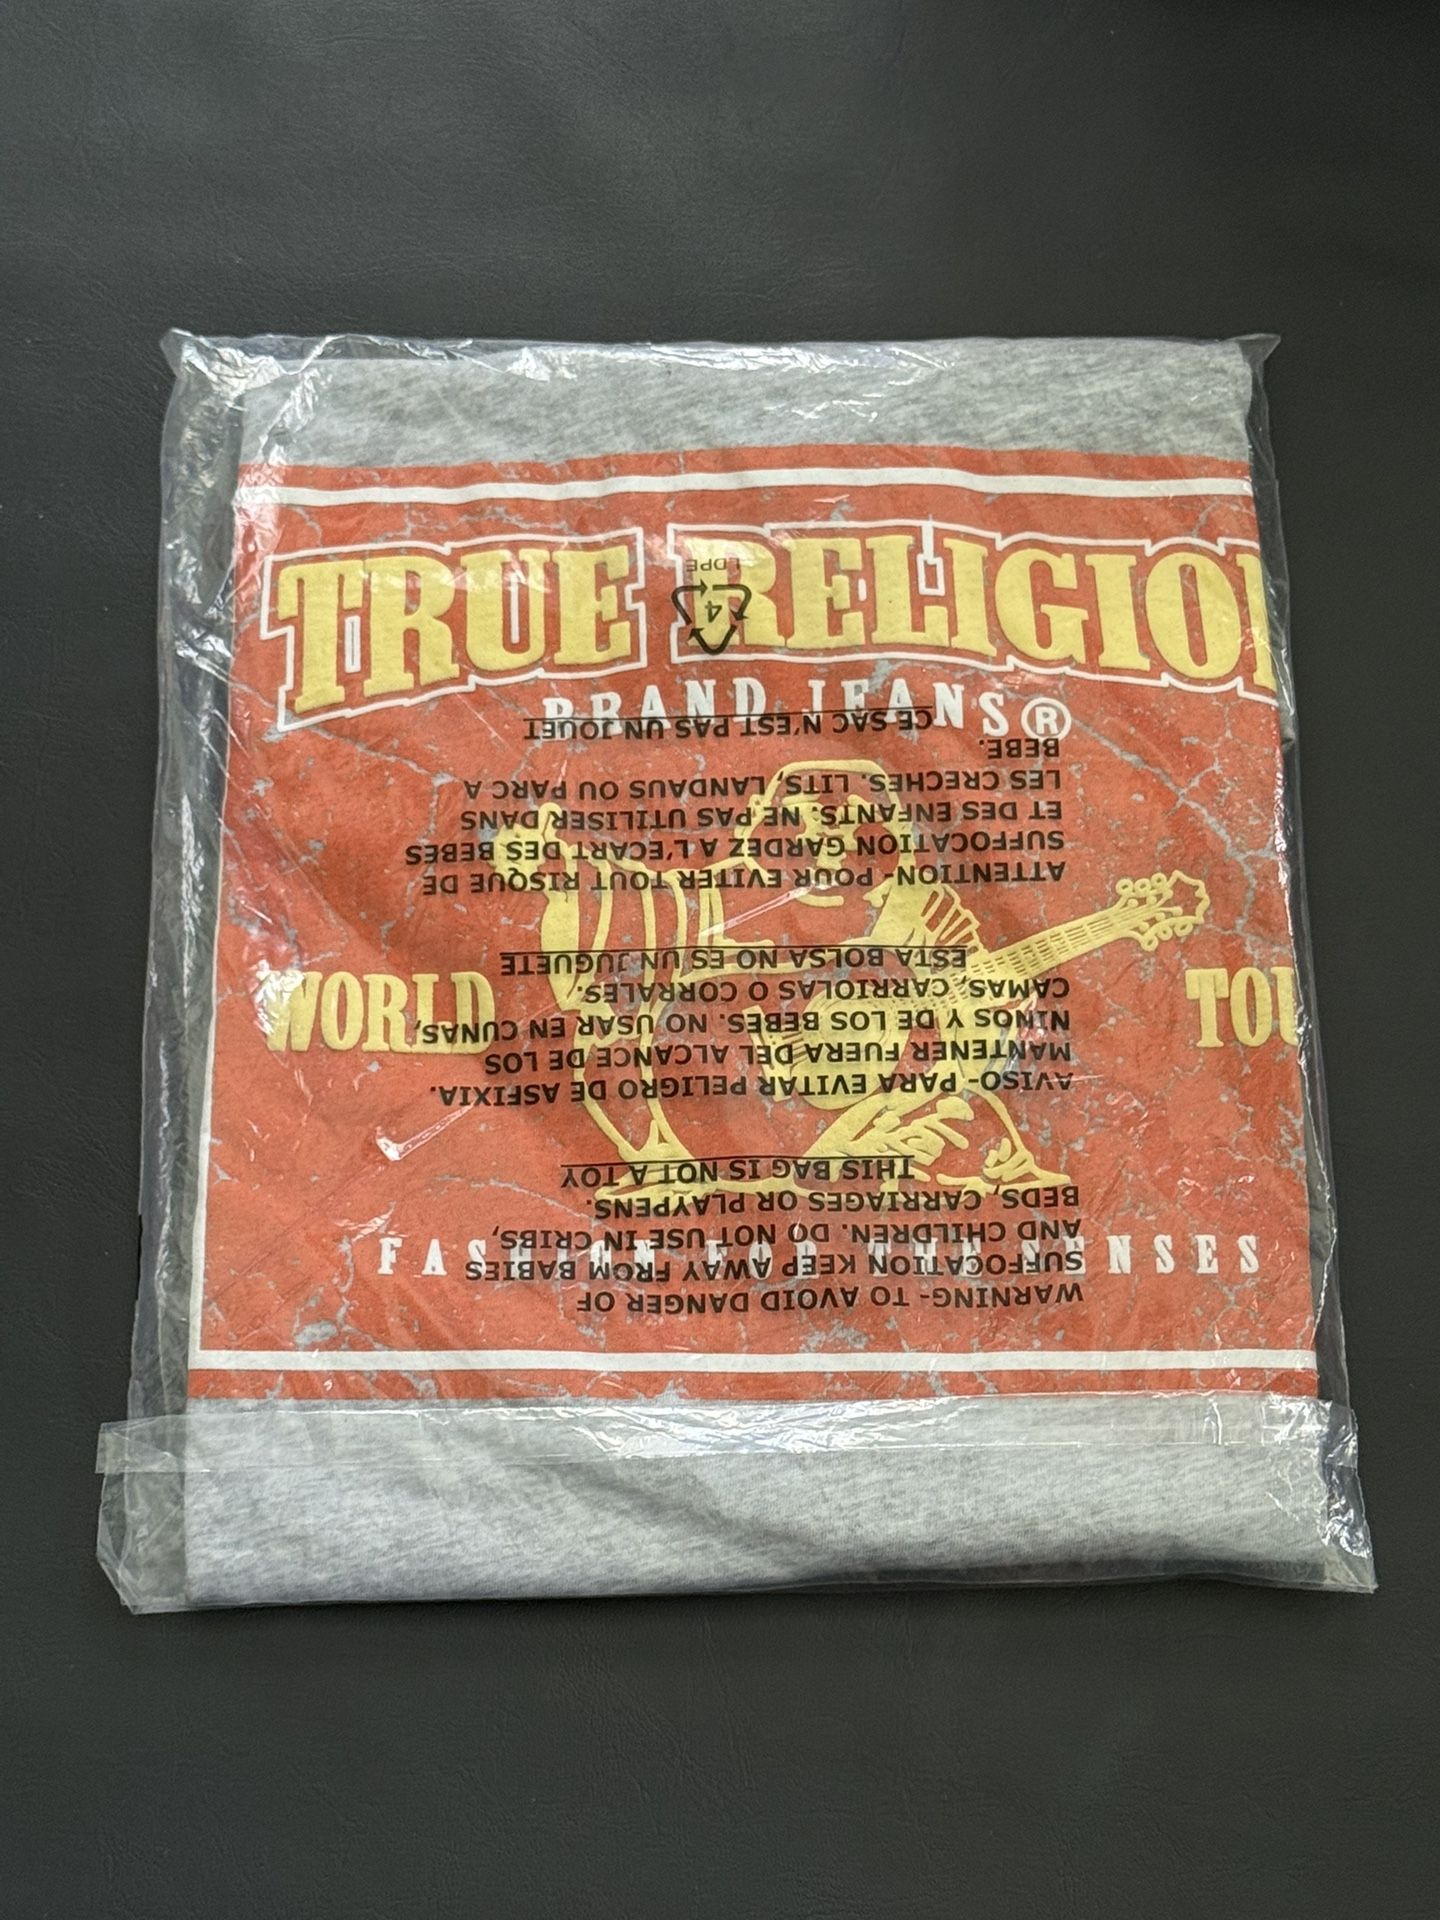 TRUE RELIGIO
BRAND JEANS®
WORLD TOU
FASHION FOR THE SENSES
WARNING- TO AVOID DANGER OF
SUFFOCATION KEEP AWAY FROM BABIES
AND CHILDREN. DO NOT USE IN CRIBS,
BEDS, CARRIAGES OR PLAYPENS.
THIS BAG IS NOT A TOY
AVISO- PARA EVITAR PELIGRO DE ASFIXIA.
MANTENER FUERA DEL ALCANCE DE LOS
NINOS Y DE LOS BEBES. NO USAR EN CUNAS,
CAMAS, CARRIOLAS O CORRALES.
ESTA BOLSA NO ES UN JUGUETE
ATTENTION- POUR EVITER TOUT RISQUE DE
SUFFOCATION GARDEZ A L'ECART DES BEBES
ET DES ENFANTS. NE PAS UTILISER DANS
LES CRECHES. LITS, LANDAUS OU PARC A
BEBE.
CE SAC N'EST PAS UN JOUET
4
LDPE